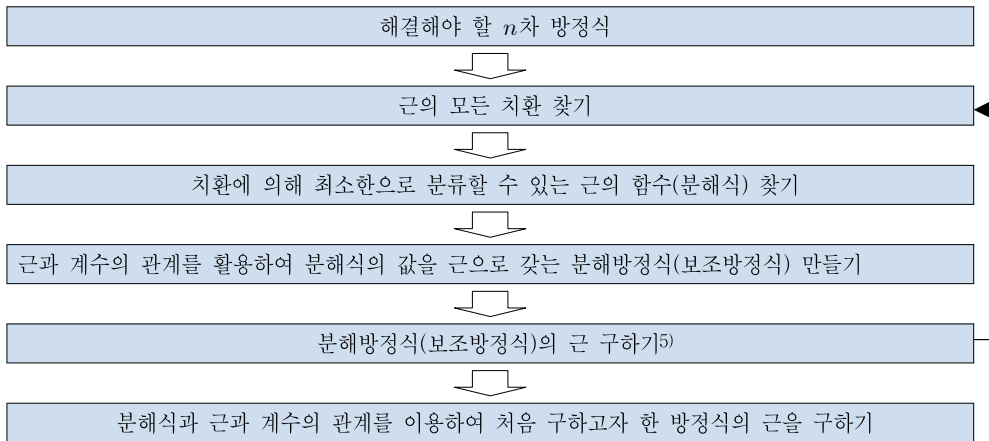 해결해야 할 n차 방정식
근의 모든 치환 찾기
치환에 의해 최소한으로 분류할 수 있는 근의 함수(분해식) 찾기
근과 계수의 관계를 활용하여 분해식의 값을 근으로 갖는 분해방정식(보조방정식) 만들기
분해방정식(보조방정식)의 근 구하기5)
분해식과 근과 계수의 관계를 이용하여 처음 구하고자 한 방정식의 근을 구하기